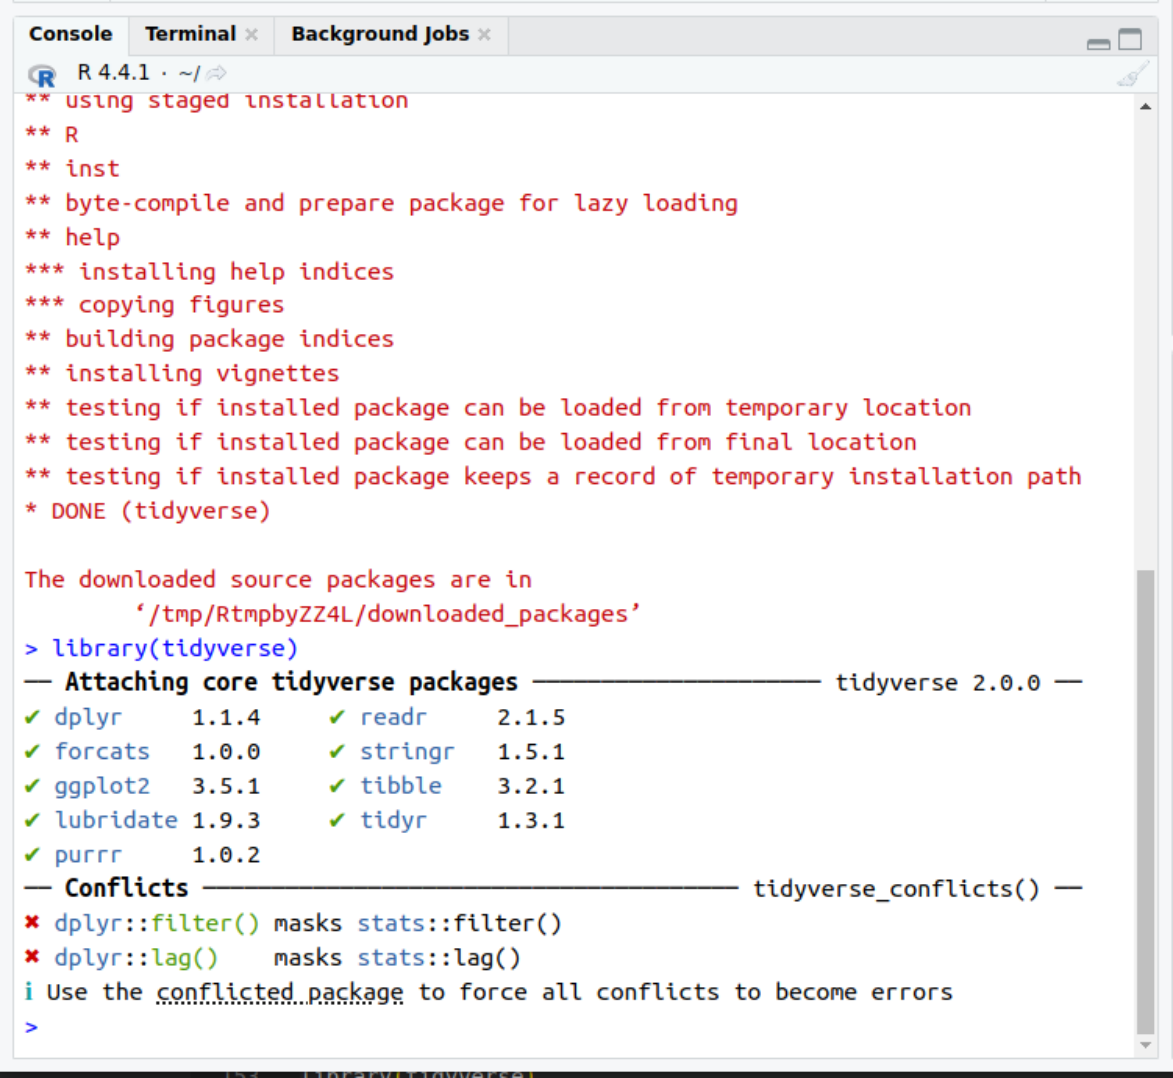 Console Terminal Background Jobs
R R 4.4.1 · ~/
** using staged installation
** R
** inst
** byte-compile and prepare package for lazy loading
** help
*** installing help indices
*** copying figures
** building package indices
** installing vignettes
** testing if installed package can be loaded from temporary location
** testing if installed package can be loaded from final location
** testing if installed package keeps a record of temporary installation path
* DONE (tidyverse)
The downloaded source packages are in
‘/tmp/RtmpbyZZ4L/downloaded_packages’
> library(tidyverse)
── Attaching core tidyverse packages ──────────────────── tidyverse 2.0.0 ──
✔ dplyr 1.1.4 ✔ readr 2.1.5
✔ forcats 1.0.0 ✔ stringr 1.5.1
✔ ggplot2 3.5.1 ✔ tibble 3.2.1
✔ lubridate 1.9.3 ✔ tidyr 1.3.1
✔ purrr 1.0.2
── Conflicts ─────────────────────────────────────── tidyverse_conflicts() ──
✖ dplyr::filter() masks stats::filter()
✖ dplyr::lag() masks stats::lag()
ℹ Use the conflicted package to force all conflicts to become errors
>
library(tidyverse)